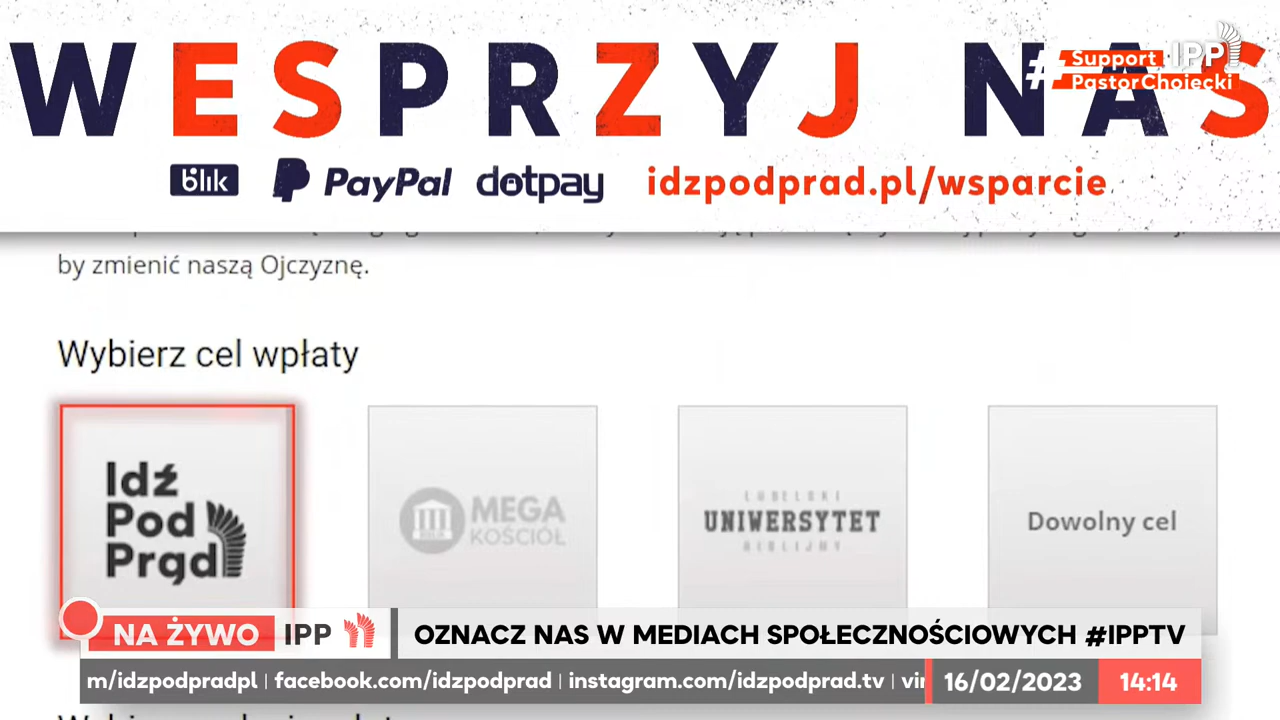 WESPRZYJ NAS
#Support IPP
PastorChojecki
blik PayPal dotpay idzpodprad.pl/wsparcie
by zmienić naszą Ojczyznę.
Wybierz cel wpłaty
Idź
Pod
Prąd
MEGA
KOŚCIÓŁ
LUBELSKI
UNIWERSYTET
BIBLIJNY
Dowolny cel
NA ŻYWO IPP OZNACZ NAS W MEDIACH SPOŁECZNOŚCIOWYCH #IPPTV
m/idzpodpradpl | facebook.com/idzpodprad | instagram.com/idzpodprad.tv | 16/02/2023 14:14